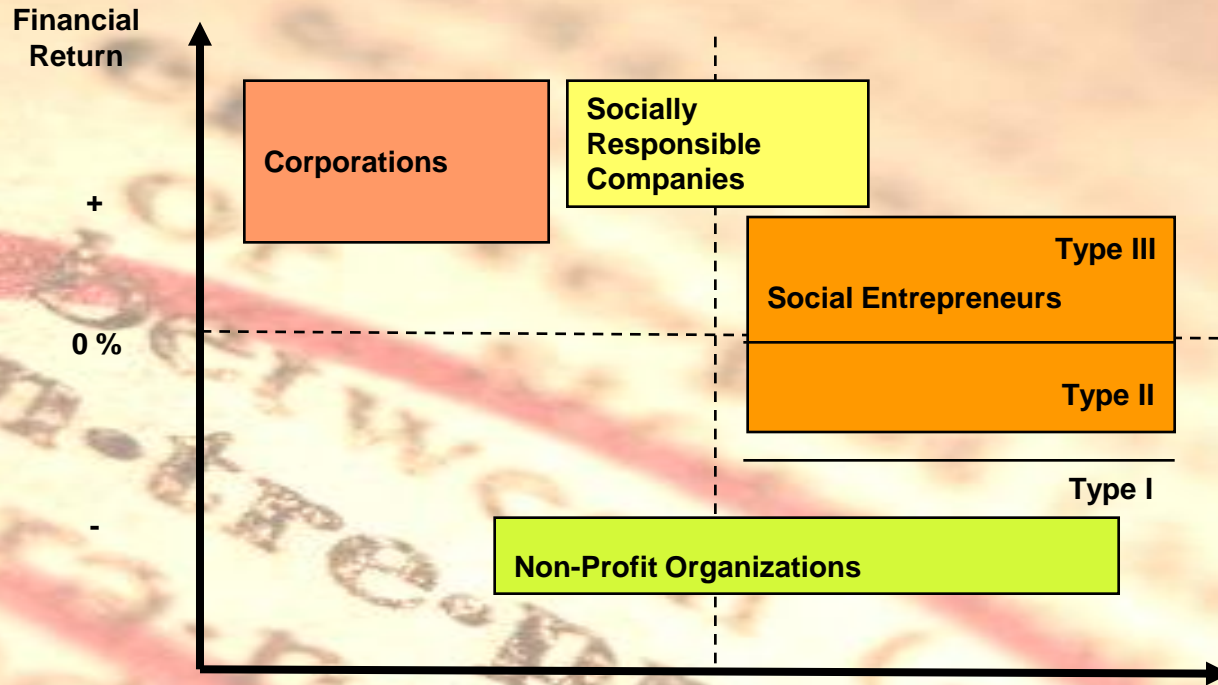 Financial
Return
Corporations
Socially
Responsible
Companies
+
Type III
Social Entrepreneurs
0 %
Type II
Type I
-
Non-Profit Organizations